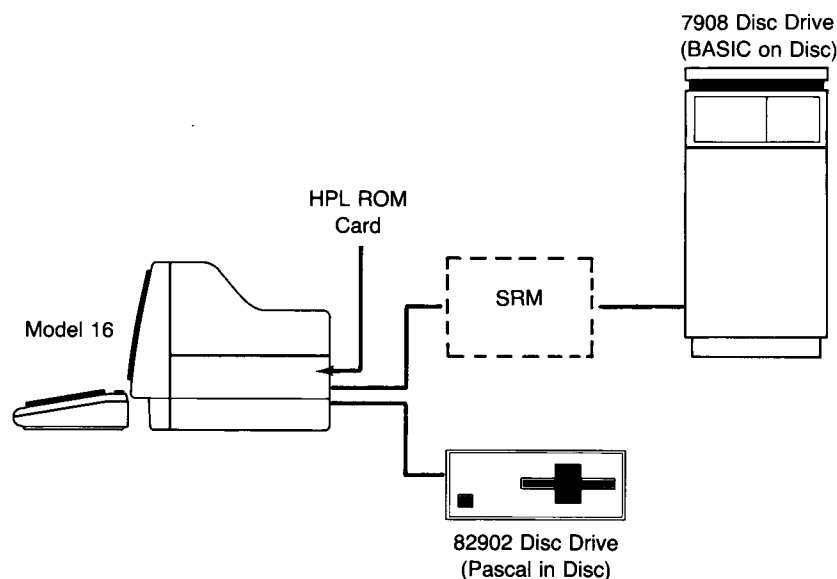 7908 Disc Drive
(BASIC on Disc)
HPL ROM
Card
SRM
Model 16
82902 Disc Drive
(Pascal in Disc)